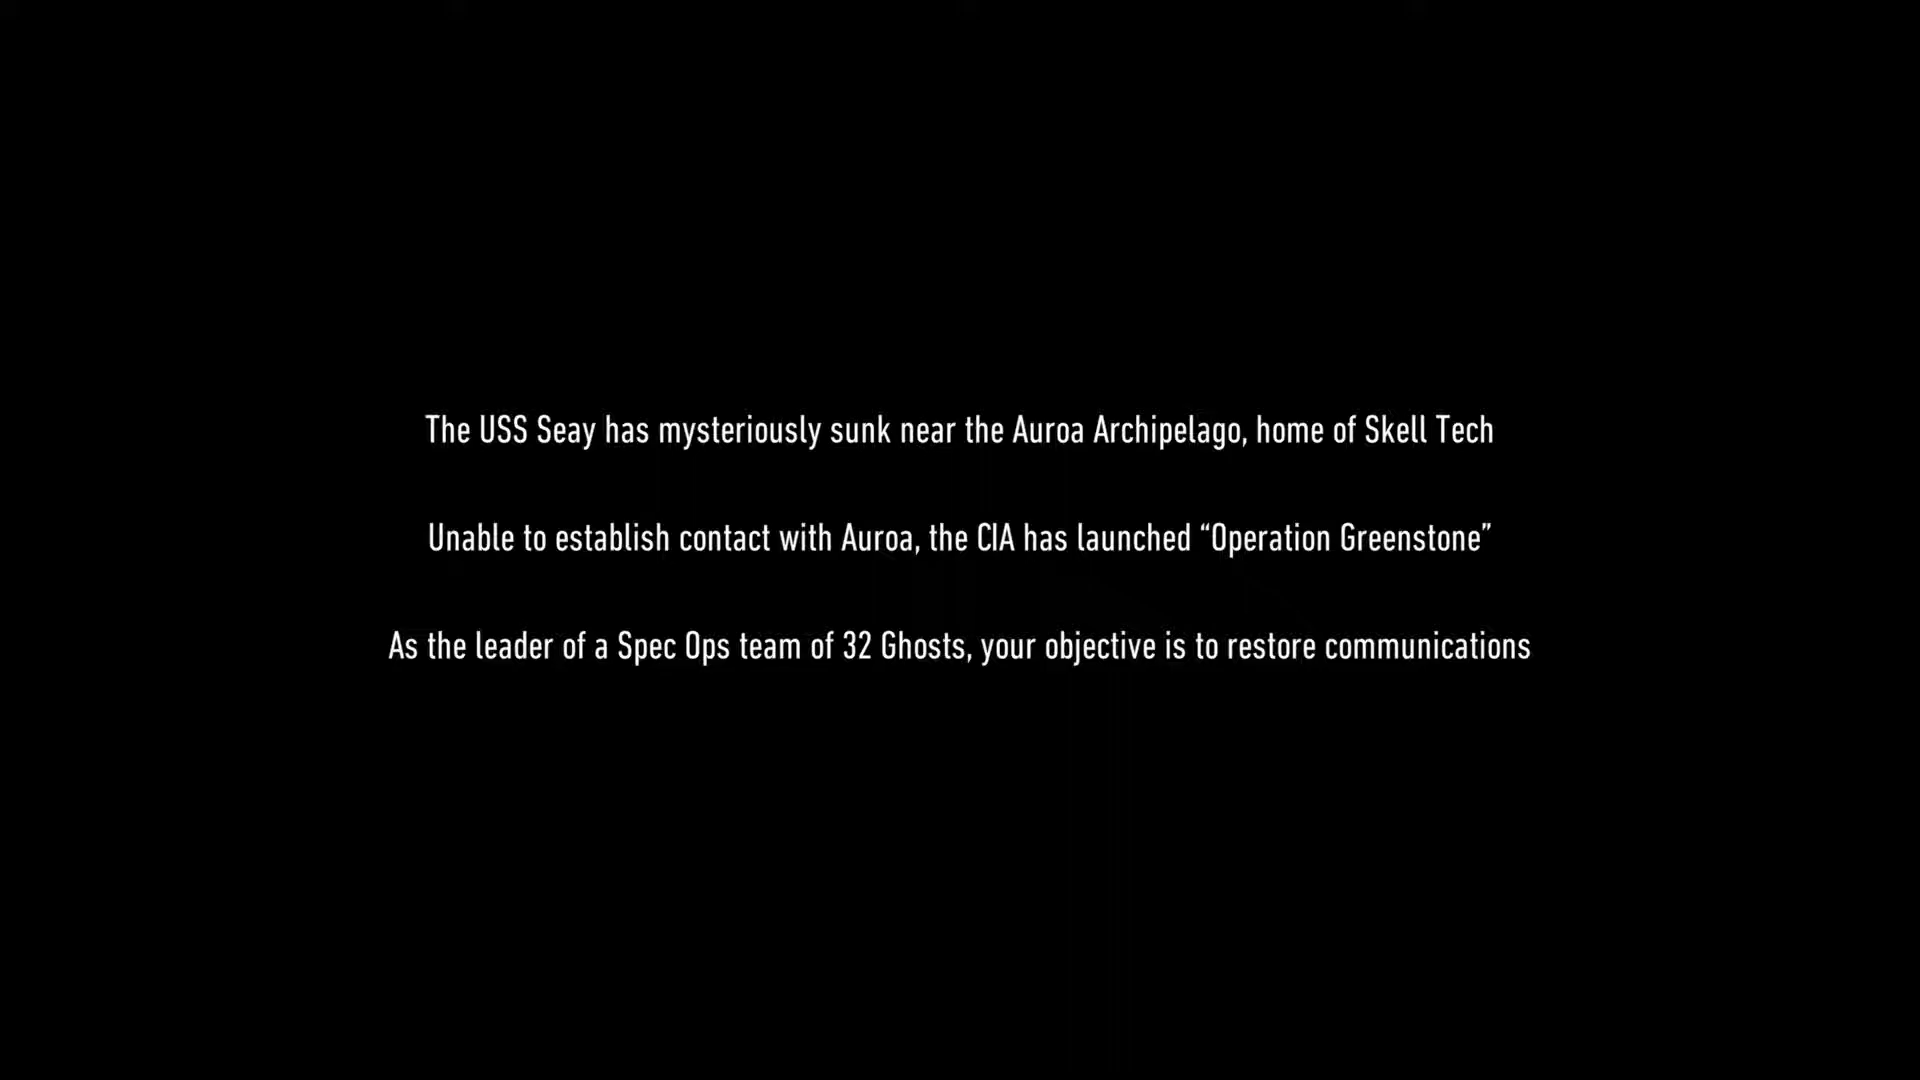 The USS Seay has mysteriously sunk near the Auroa Archipelago, home of Skell Tech
Unable to establish contact with Auroa, the CIA has launched “Operation Greenstone”
As the leader of a Spec Ops team of 32 Ghosts, your objective is to restore communications